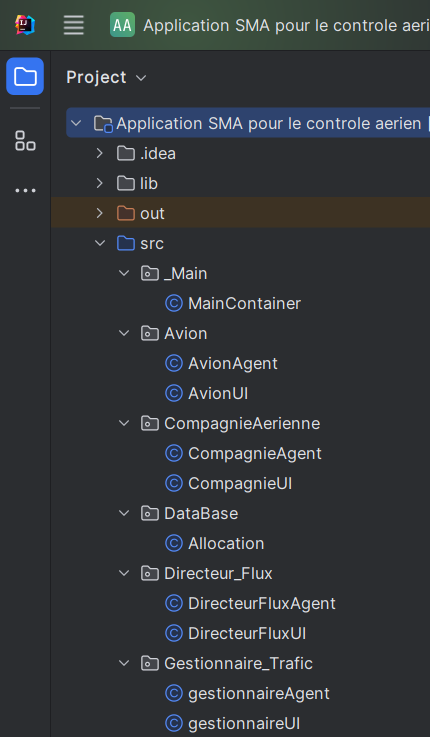 AA Application SMA pour le controle aeri
Project
Application SMA pour le controle aerien
.idea
lib
out
src
_Main
C MainContainer
Avion
C AvionAgent
C AvionUI
CompagnieAerienne
C CompagnieAgent
C CompagnieUI
DataBase
C Allocation
Directeur_Flux
C DirecteurFluxAgent
C DirecteurFluxUI
Gestionnaire_Trafic
C gestionnaireAgent
C gestionnaireUI